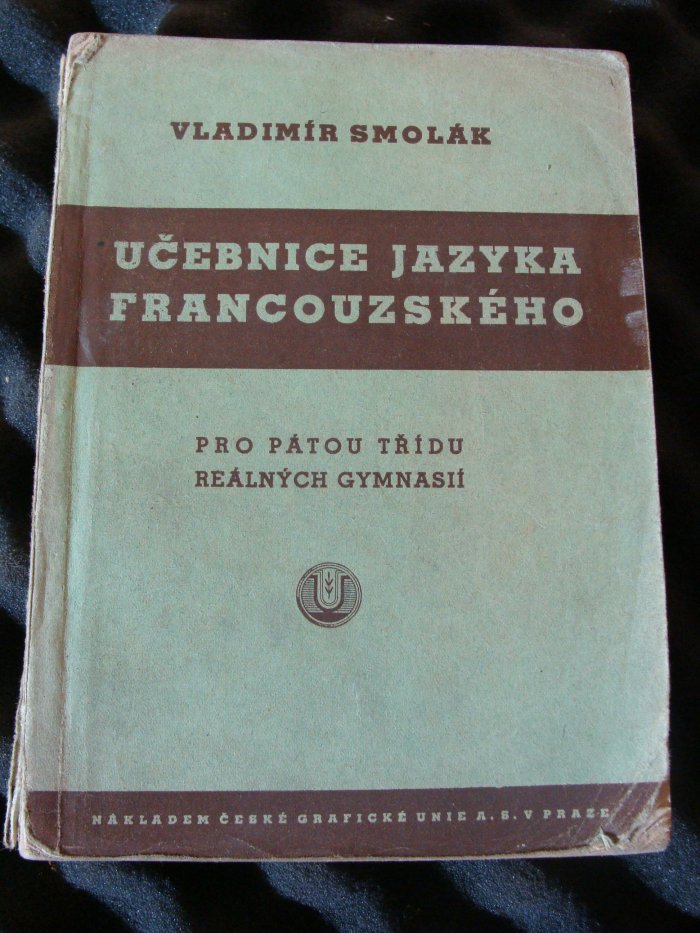 VLADIMÍR SMOLÁK
UČEBNICE JAZYKA
FRANCOUZSKÉHO
PRO PÁTOU TŘÍDU
REÁLNÝCH GYMNASIÍ
NÁKLADEM ČESKÉ GRAFICKÉ UNIE A. S. V PRAZE